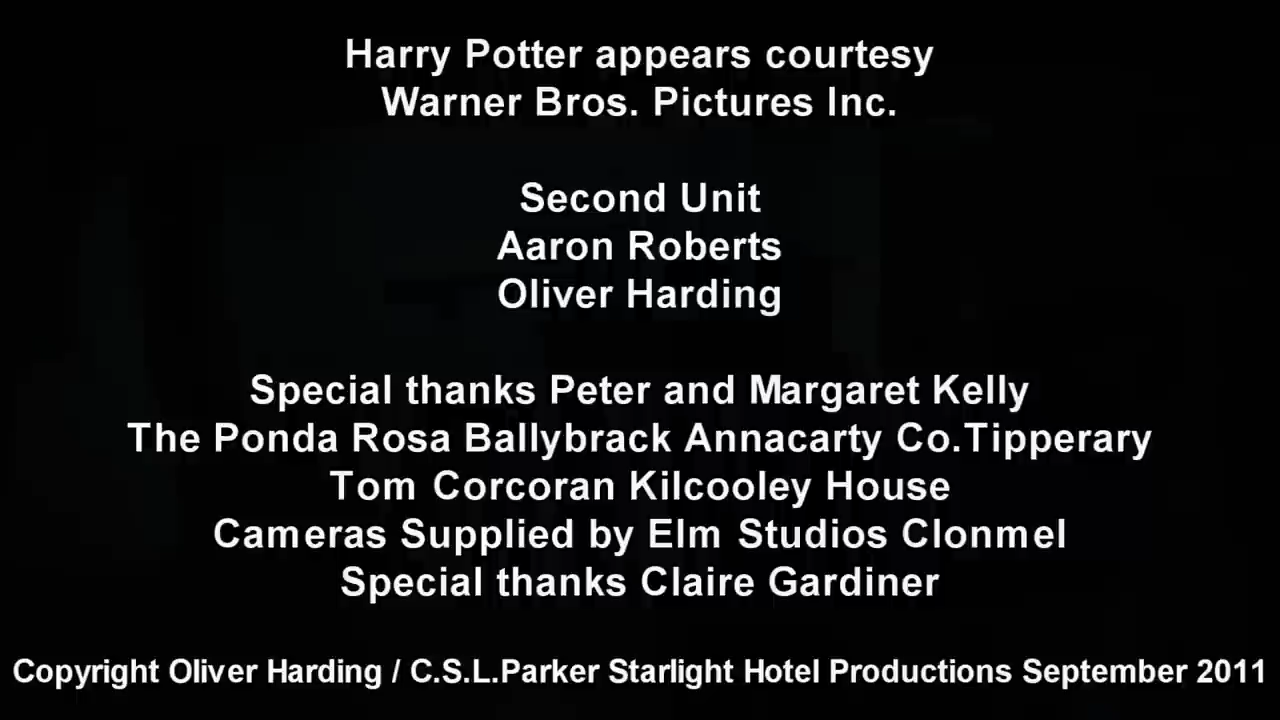 Harry Potter appears courtesy
Warner Bros. Pictures Inc.
Second Unit
Aaron Roberts
Oliver Harding
Special thanks Peter and Margaret Kelly
The Ponda Rosa Ballybrack Annacarty Co.Tipperary
Tom Corcoran Kilcooley House
Cameras Supplied by Elm Studios Clonmel
Special thanks Claire Gardiner
Copyright Oliver Harding / C.S.L.Parker Starlight Hotel Productions September 2011